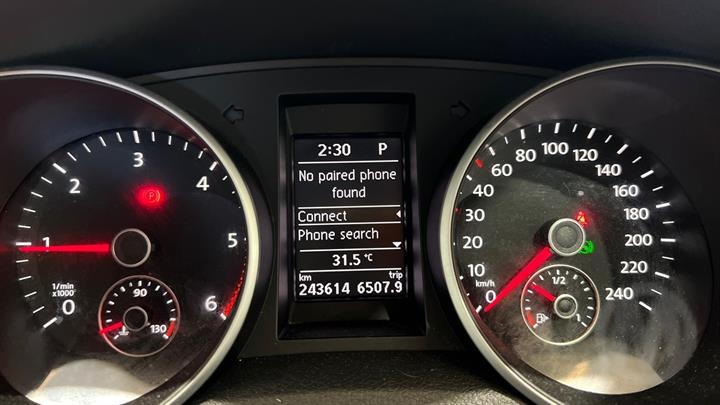 2:30 P
No paired phone
found
Connect
Phone search
31.5 °C
km trip
243614 6507.9
0 1 2 3 4 5 6
1/min
x1000
90
130
P
0 10 20 30 40 60 80 100 120 140 160 180 200 220 240
km/h
1/2
1